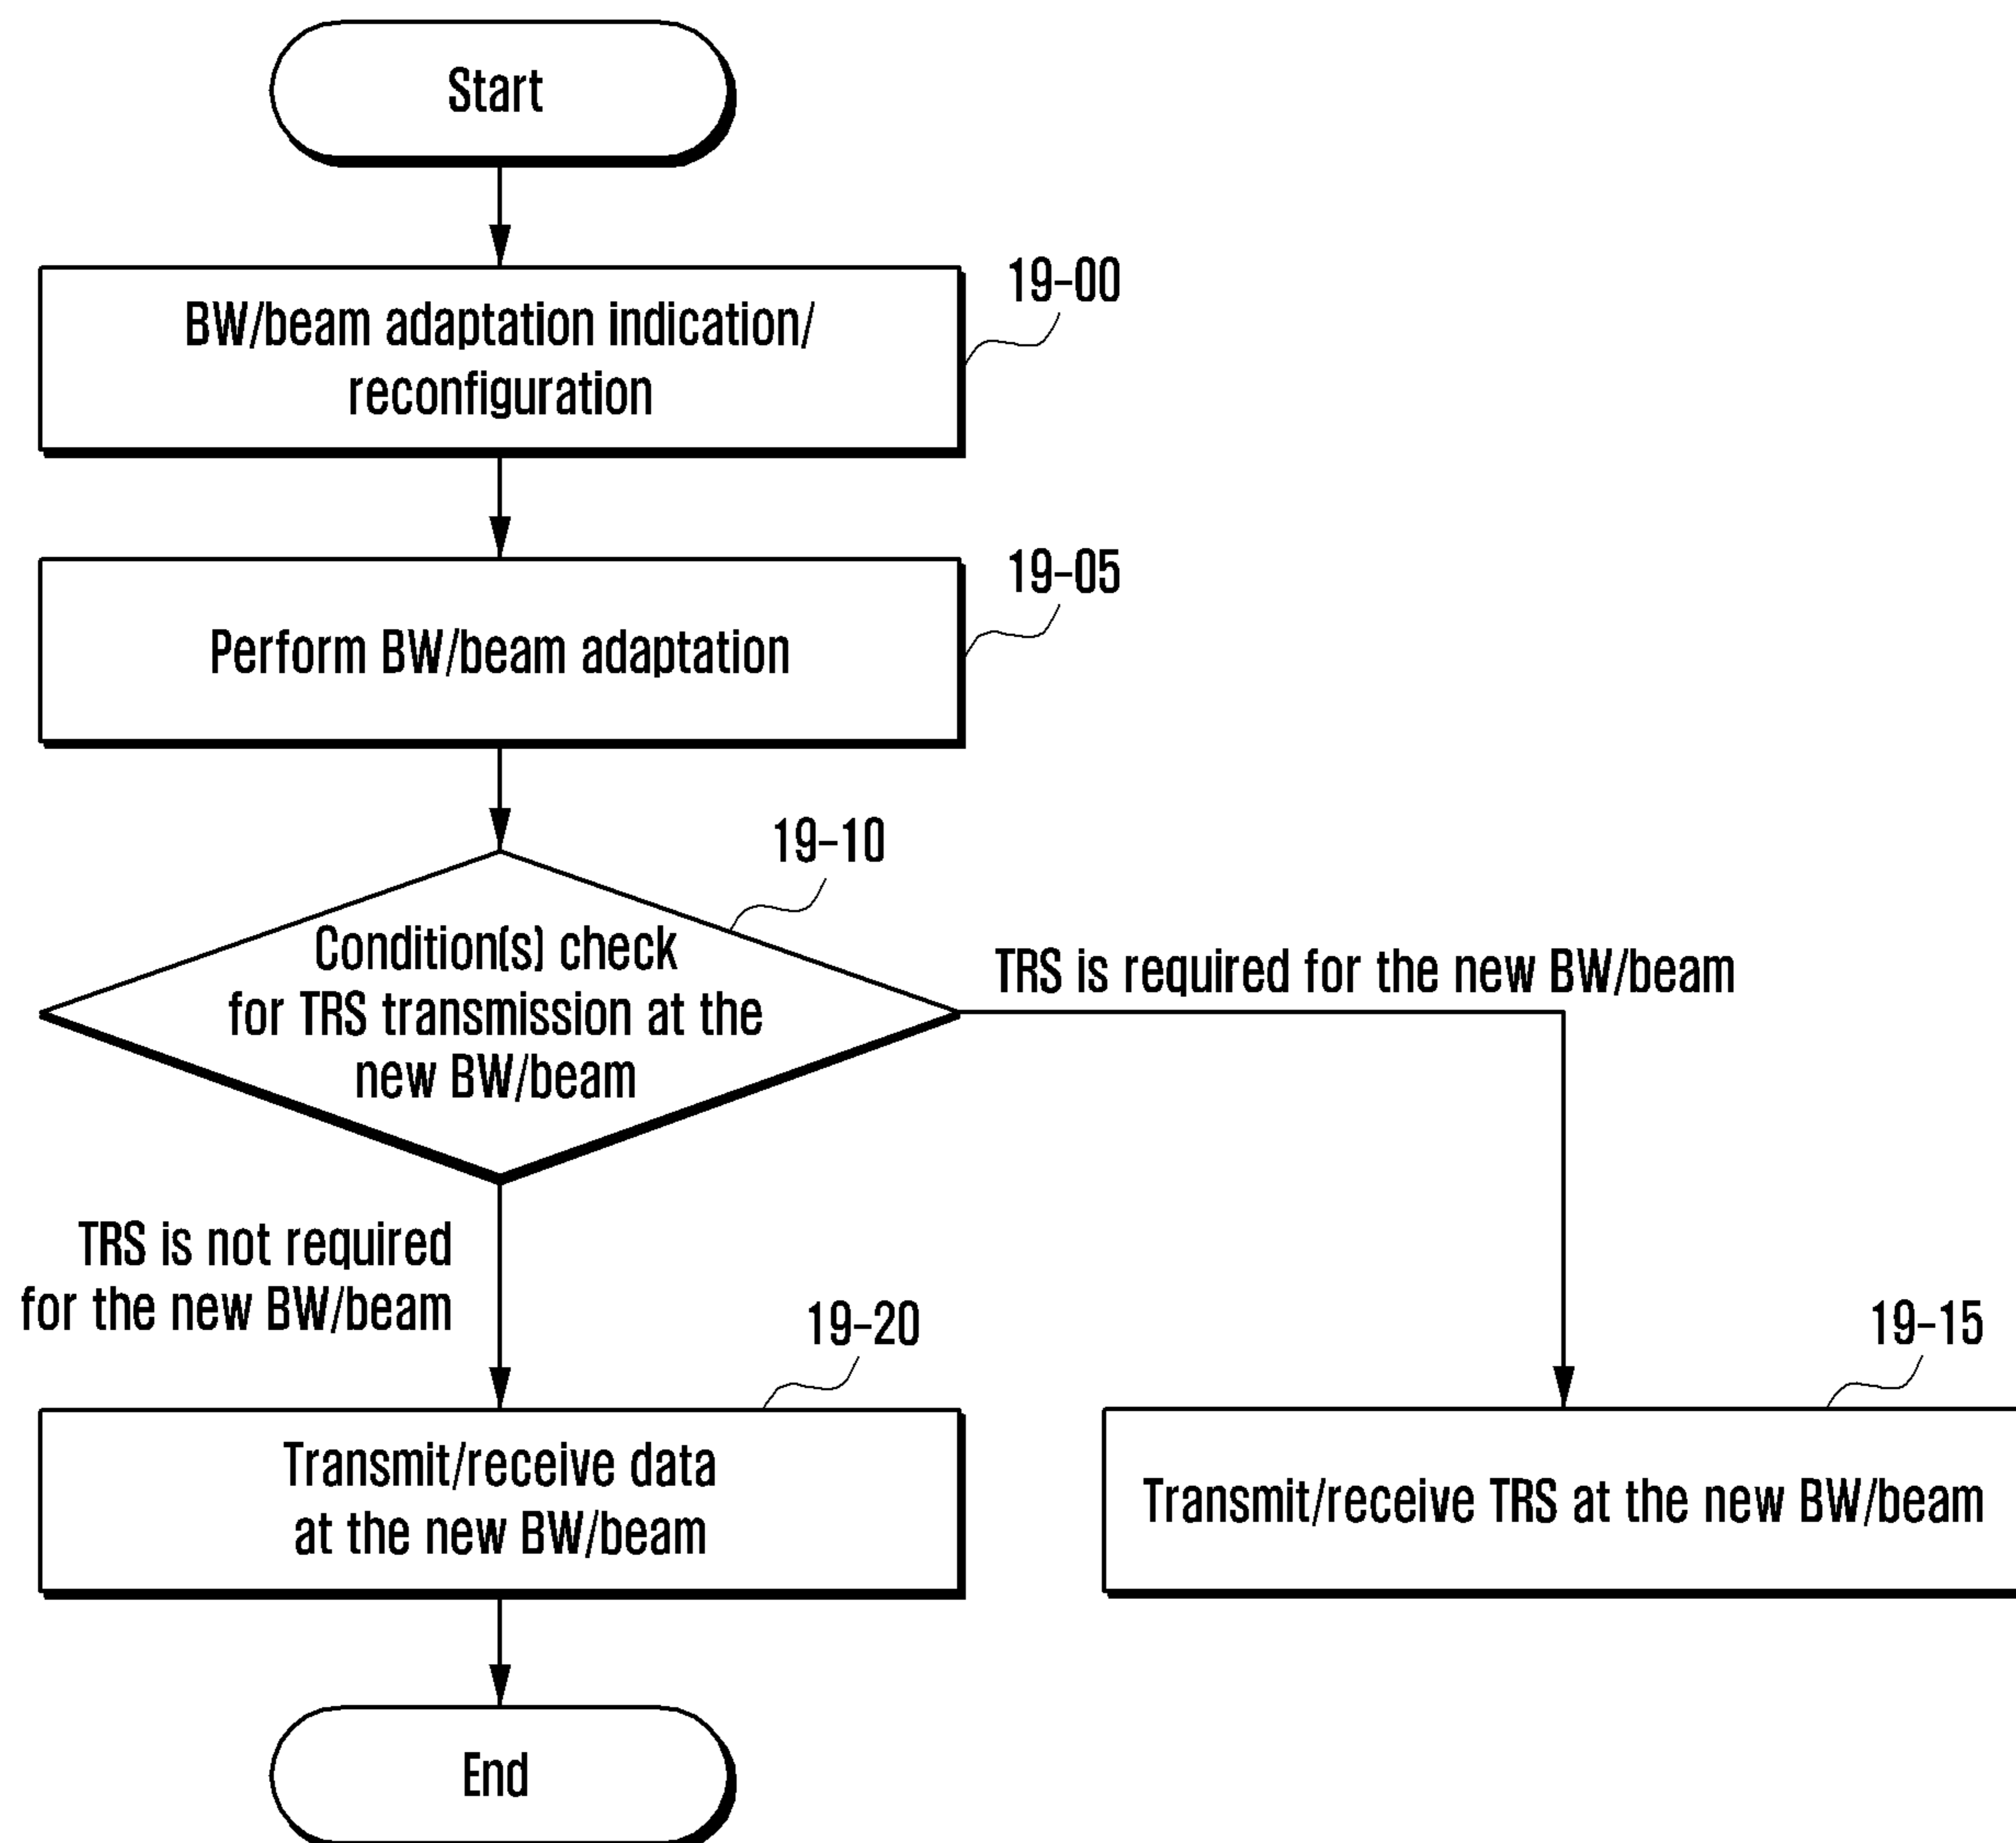 Start
BW/beam adaptation indication/
reconfiguration
19-00
Perform BW/beam adaptation
19-05
19-10
Condition(s) check
for TRS transmission at the
new BW/beam
TRS is required for the new BW/beam
TRS is not required
for the new BW/beam
19-20
Transmit/receive data
at the new BW/beam
19-15
Transmit/receive TRS at the new BW/beam
End